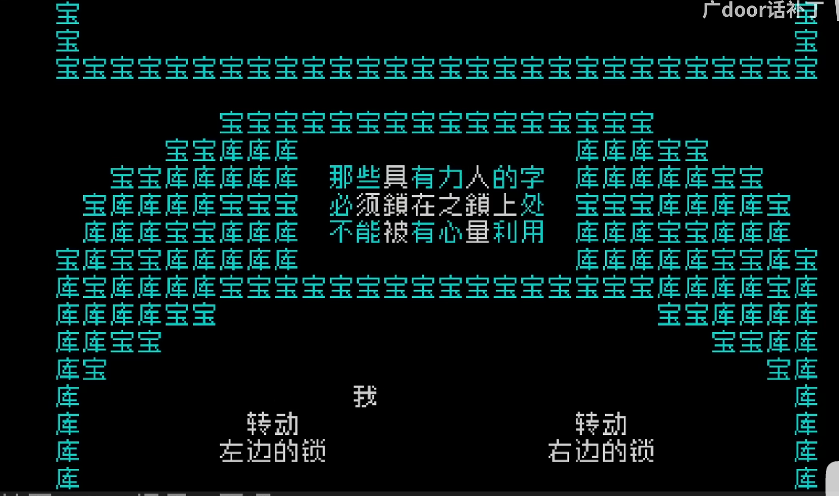 广door话补丁
宝 宝
宝 宝
宝宝宝宝宝宝宝宝宝宝宝宝宝宝宝宝宝宝宝宝宝宝宝宝宝宝宝宝
宝宝宝宝宝宝宝宝宝宝宝宝宝宝宝宝
宝宝库库库 库库库宝宝
宝宝库库库库库 那些具有力人的字 库库库库库宝宝
宝库库库库宝宝宝 必须鎖在之鎖上处 宝宝宝库库库库宝
库库库宝宝库库库 不能被有心量利用 库库库宝宝库库库
宝库宝宝库库库库库 库库库库库宝宝库宝
库宝库库库库宝宝宝宝宝宝宝宝宝宝宝宝宝宝宝宝库库库库宝库
库库库库宝宝 宝宝库库库库
库库宝宝 宝宝库库
库宝 宝库
库 我 库
库 转动 转动 库
库 左边的锁 右边的锁 库
库 库